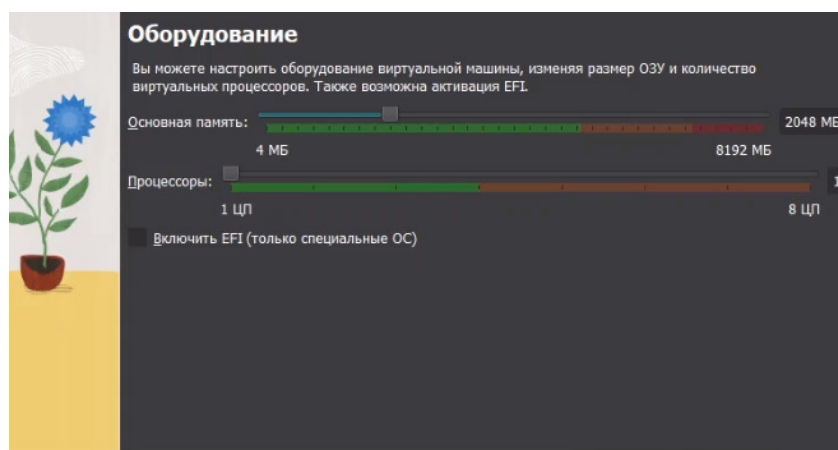 Оборудование
Вы можете настроить оборудование виртуальной машины, изменяя размер ОЗУ и количество
виртуальных процессоров. Также возможна активация EFI.
Основная память: 2048 МБ
4 МБ 8192 МБ
Процессоры: 1
1 ЦП 8 ЦП
Включить EFI (только специальные ОС)